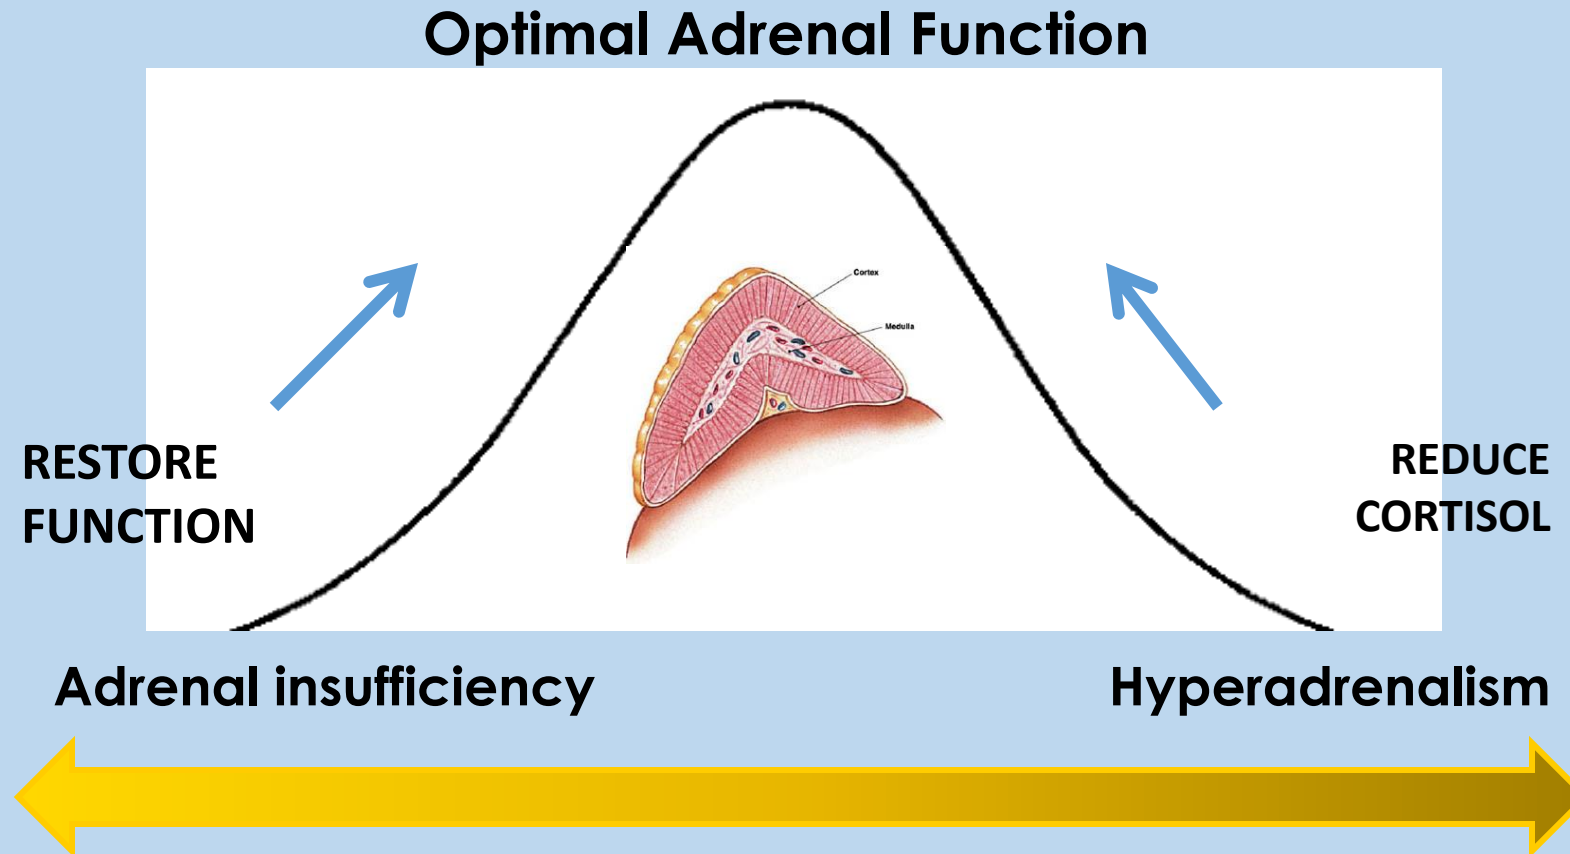 Optimal Adrenal Function
Cortex
Medulla
RESTORE
FUNCTION
REDUCE
CORTISOL
Adrenal insufficiency
Hyperadrenalism